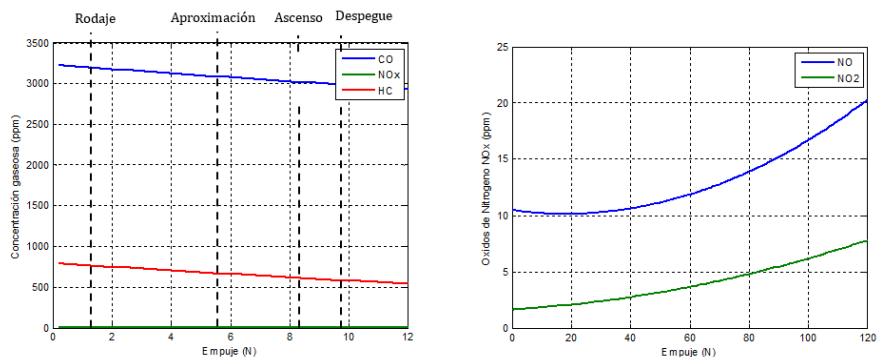 Rodaje Aproximación Ascenso Despegue
3500
3000
2500
2000
1500
1000
500
0
Concentración gaseosa (ppm)
CO
NOx
HC
0 2 4 6 8 10 12
Empuje (N)
25
20
15
10
5
0
Oxidos de Nitrogeno NOx (ppm)
NO
NO2
0 20 40 60 80 100 120
Empuje (N)